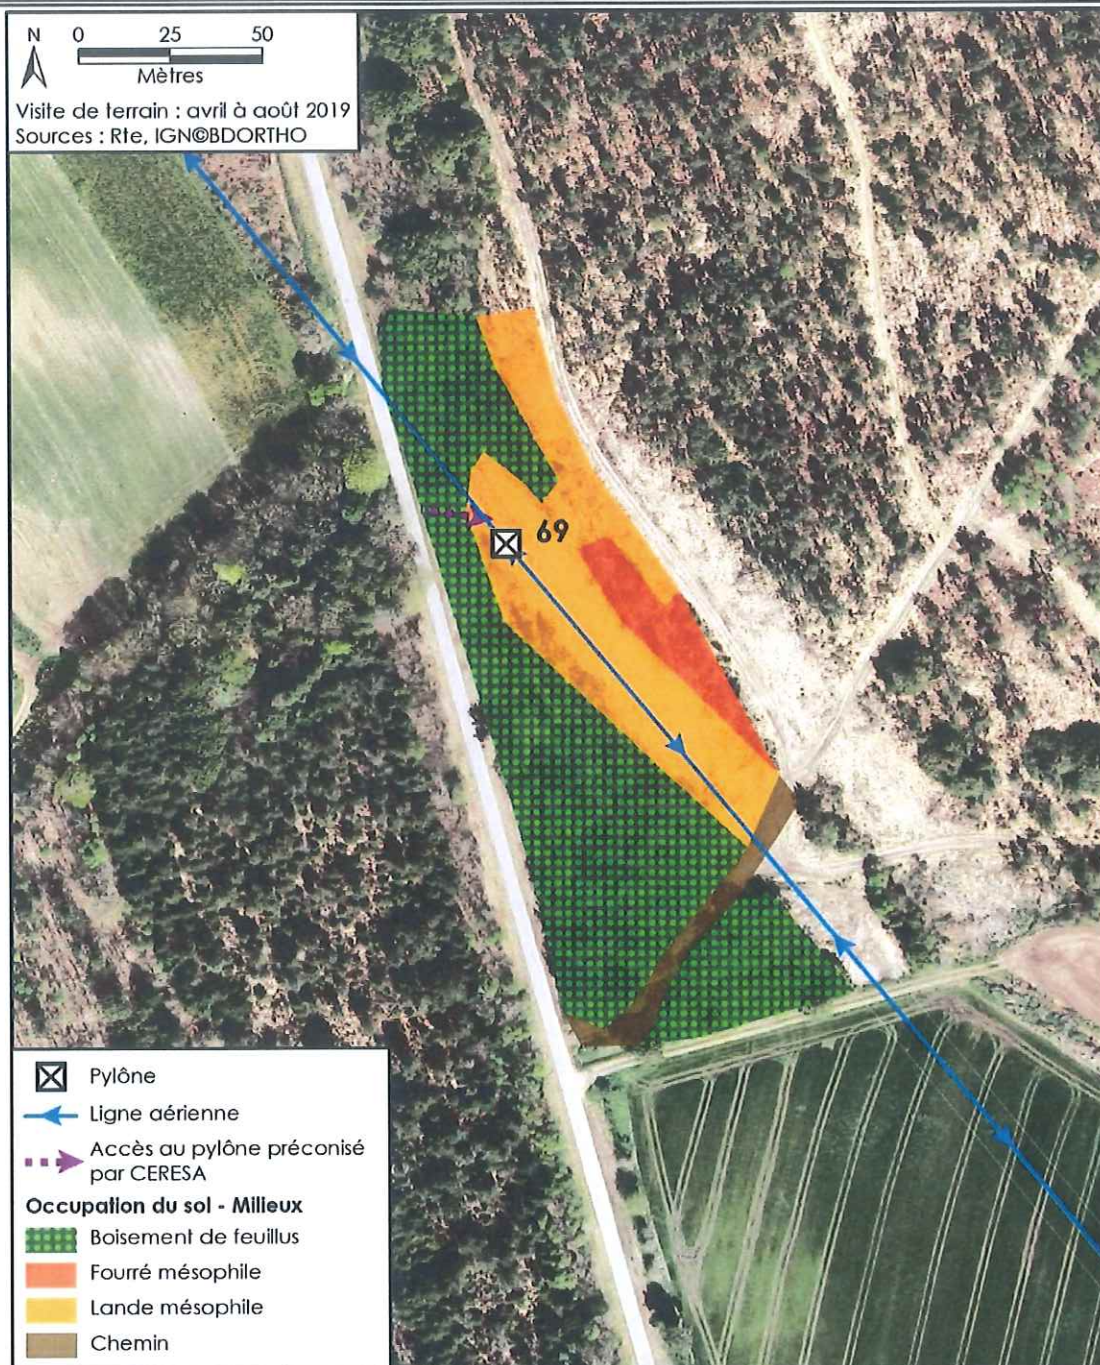 N 0 25 50
Mètres
Visite de terrain : avril à août 2019
Sources : Rte, IGN©BDORTHO
69
Pylône
Ligne aérienne
Accès au pylône préconisé
par CERESA
Occupation du sol - Milieux
Boisement de feuillus
Fourré mésophile
Lande mésophile
Chemin